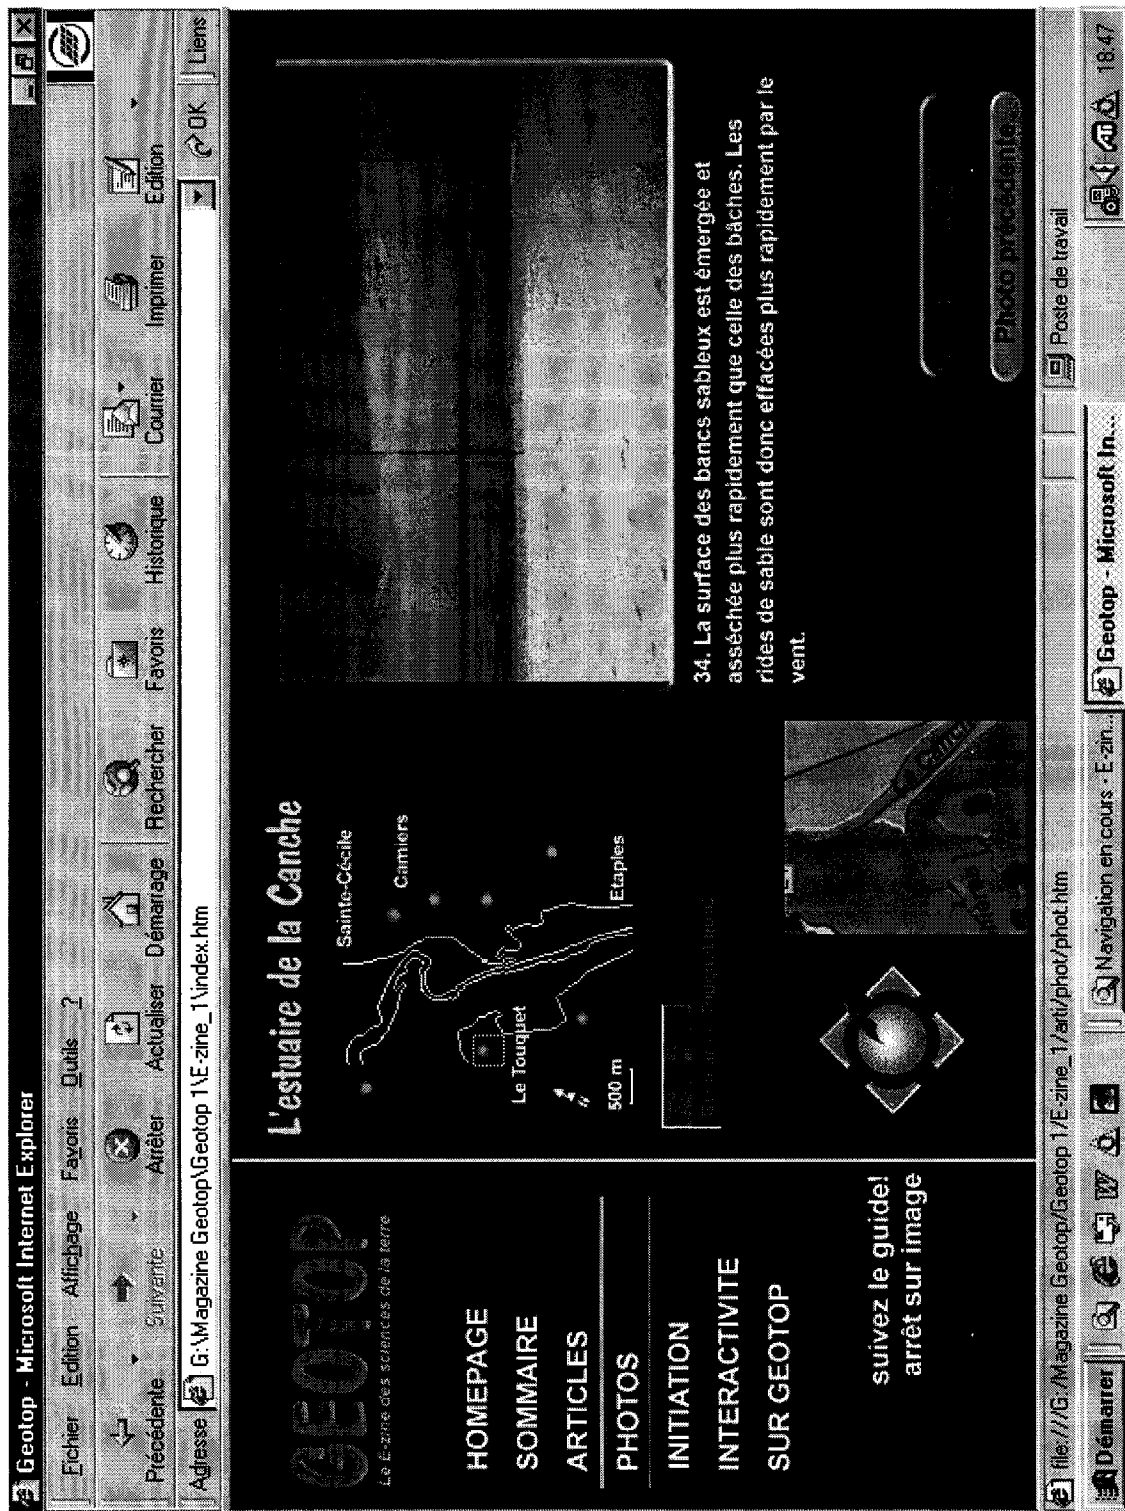 Geotop - Microsoft Internet Explorer
Fichier Edition Affichage Favoris Outils ?
Précédente Suivante Arrêter Actualiser Démarrage Rechercher Favoris Historique Courrier Imprimer Edition
Adresse G:\Magazine Geotop\Geotop 1\E-zine_1\index.htm OK Liens
GEOTOP
Le E-zine des sciences de la terre
HOMEPAGE
SOMMAIRE
ARTICLES
PHOTOS
INITIATION
INTERACTIVITE
SUR GEOTOP
suivez le guide!
arrêt sur image
L'estuaire de la Canche
Sainte-Cécile
Camiers
Le Touquet
Etaples
500 m
N
La Canche
34. La surface des bancs sableux est émergée et
asséchée plus rapidement que celle des bâches. Les
rides de sable sont donc effacées plus rapidement par le
vent.
Photo précédente
file://G:/Magazine Geotop/Geotop 1/E-zine_1/arti/phot/phot.htm Poste de travail
Démarrer Navigation en cours - E-zin... Geotop - Microsoft In... 18:47